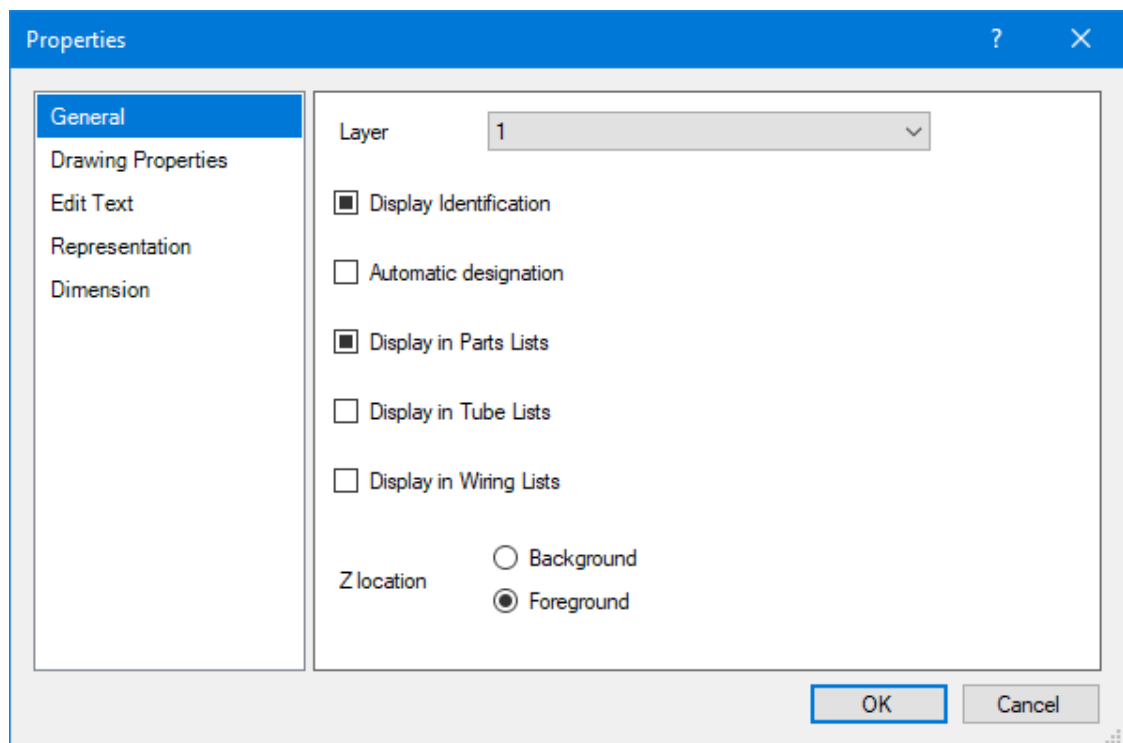 Properties
General
Drawing Properties
Edit Text
Representation
Dimension
Layer 1
Display Identification
Automatic designation
Display in Parts Lists
Display in Tube Lists
Display in Wiring Lists
Z location
Background
Foreground
OK Cancel